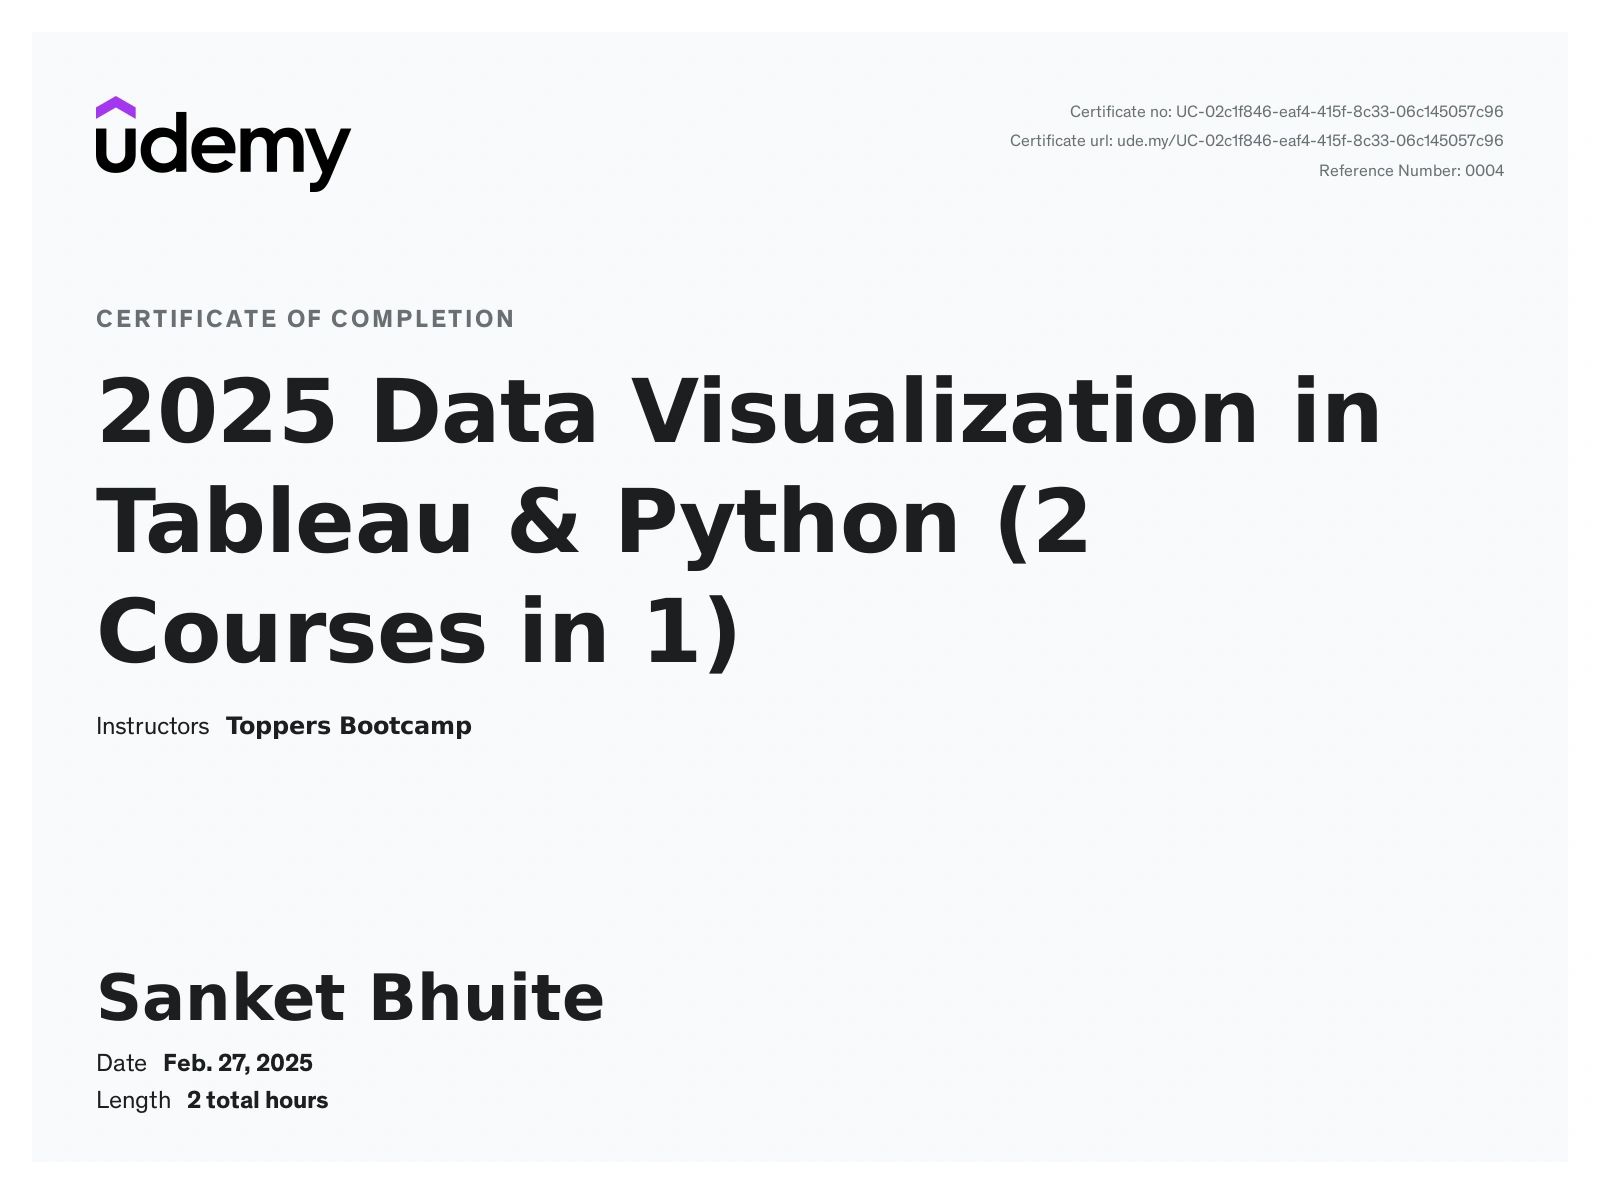 udemy
Certificate no: UC-02c1f846-eaf4-415f-8c33-06c145057c96
Certificate url: ude.my/UC-02c1f846-eaf4-415f-8c33-06c145057c96
Reference Number: 0004
CERTIFICATE OF COMPLETION
2025 Data Visualization in
Tableau & Python (2
Courses in 1)
Instructors Toppers Bootcamp
Sanket Bhuite
Date Feb. 27, 2025
Length 2 total hours